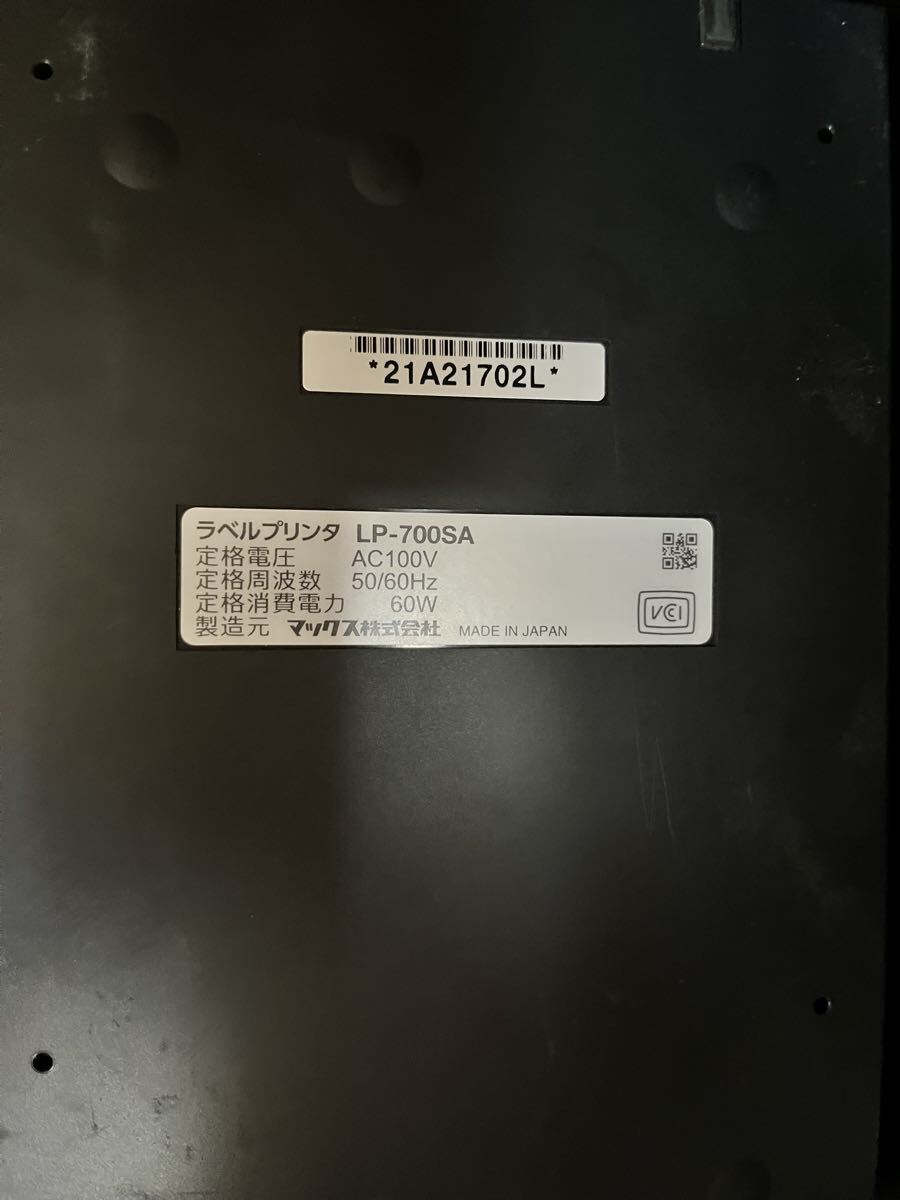 *21A21702L*
ラベルプリンタ LP-700SA
定格電圧 AC100V
定格周波数 50/60Hz
定格消費電力 60W
製造元 マックス株式会社 MADE IN JAPAN
VCI